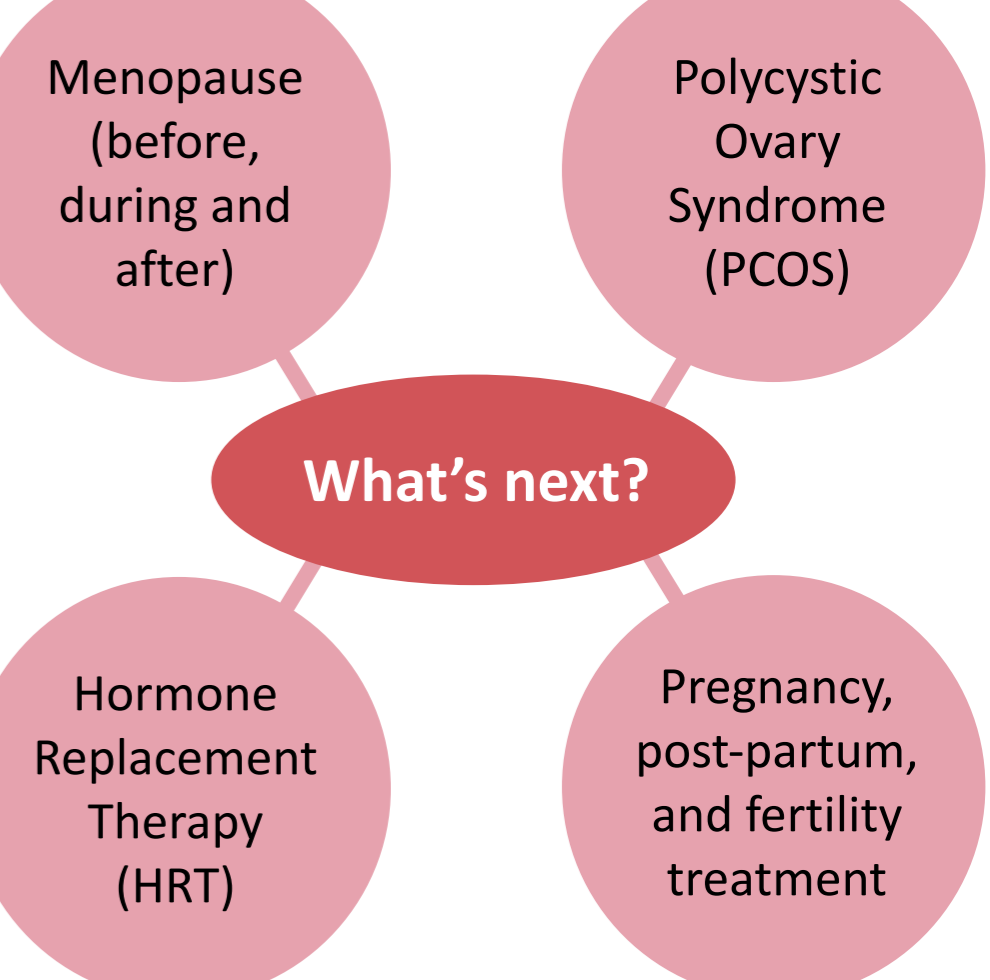 Menopause
(before,
during and
after)
Polycystic
Ovary
Syndrome
(PCOS)
What’s next?
Hormone
Replacement
Therapy
(HRT)
Pregnancy,
post-partum,
and fertility
treatment